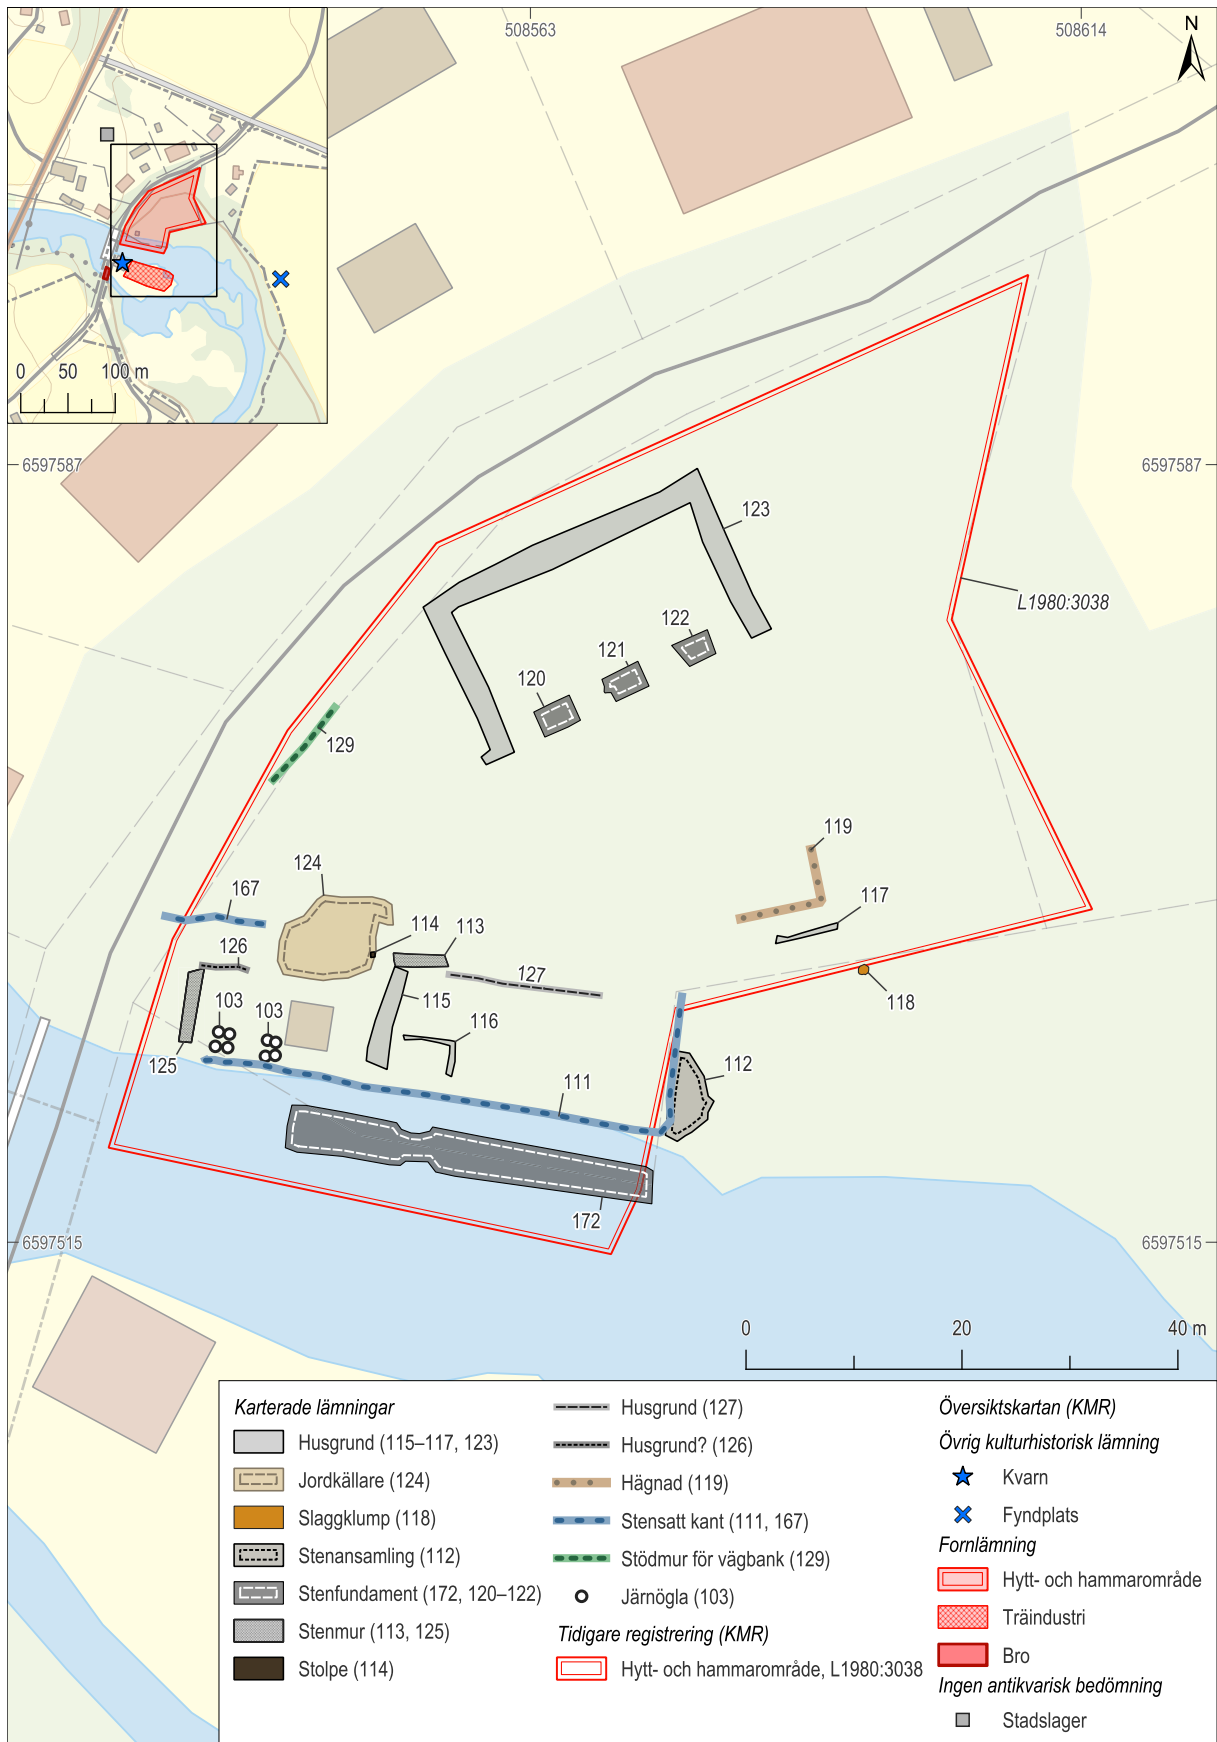 508563
508614
N
0 50 100 m
6597587
6597587
123
L1980:3038
122
121
120
129
119
124
117
167
114
113
126
127
118
103
103
115
116
125
112
111
172
6597515
6597515
0 20 40 m
Karterade lämningar
Husgrund (115–117, 123)
Jordkällare (124)
Slaggklump (118)
Stenansamling (112)
Stenfundament (172, 120–122)
Stenmur (113, 125)
Stolpe (114)
Husgrund (127)
Husgrund? (126)
Hägnad (119)
Stensatt kant (111, 167)
Stödmur för vägbank (129)
Järnögla (103)
Tidigare registrering (KMR)
Hytt- och hammarområde, L1980:3038
Översiktskartan (KMR)
Övrig kulturhistorisk lämning
Kvarn
Fyndplats
Fornlämning
Hytt- och hammarområde
Träindustri
Bro
Ingen antikvarisk bedömning
Stadslager